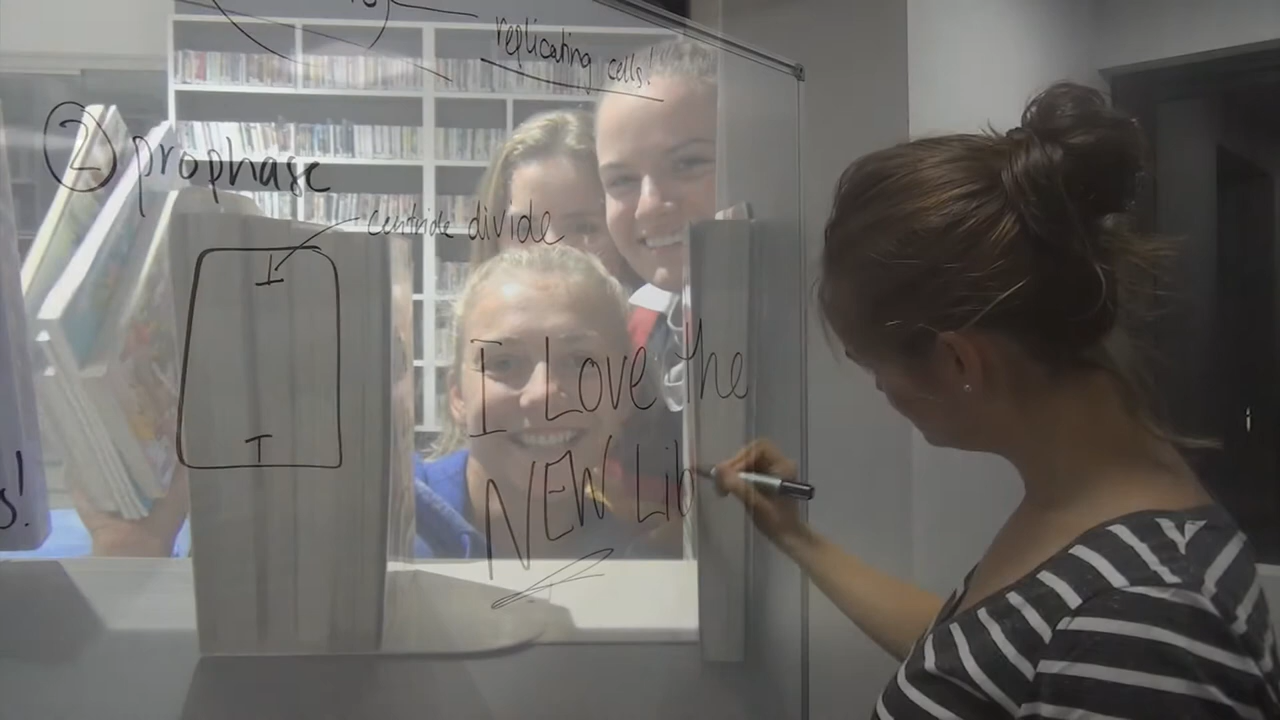 replicating cells!
② prophase
centriole divide
I Love the
NEW Lib
s!